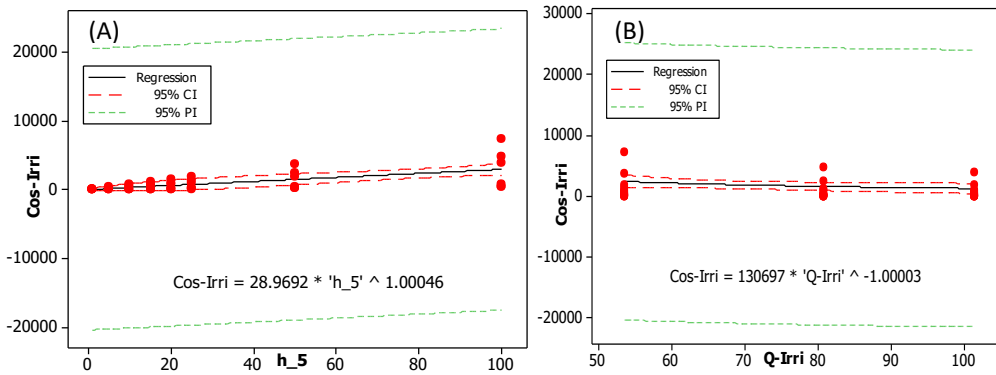 (A)
20000
10000
0
-10000
-20000
Cos-Irri
Regression
95% CI
95% PI
Cos-Irri = 28.9692 * 'h_5' ^ 1.00046
0 20 40 60 80 100
h_5
(B)
30000
20000
10000
0
-10000
-20000
Cos-Irri
Regression
95% CI
95% PI
Cos-Irri = 130697 * 'Q-Irri' ^ -1.00003
50 60 70 80 90 100
Q-Irri